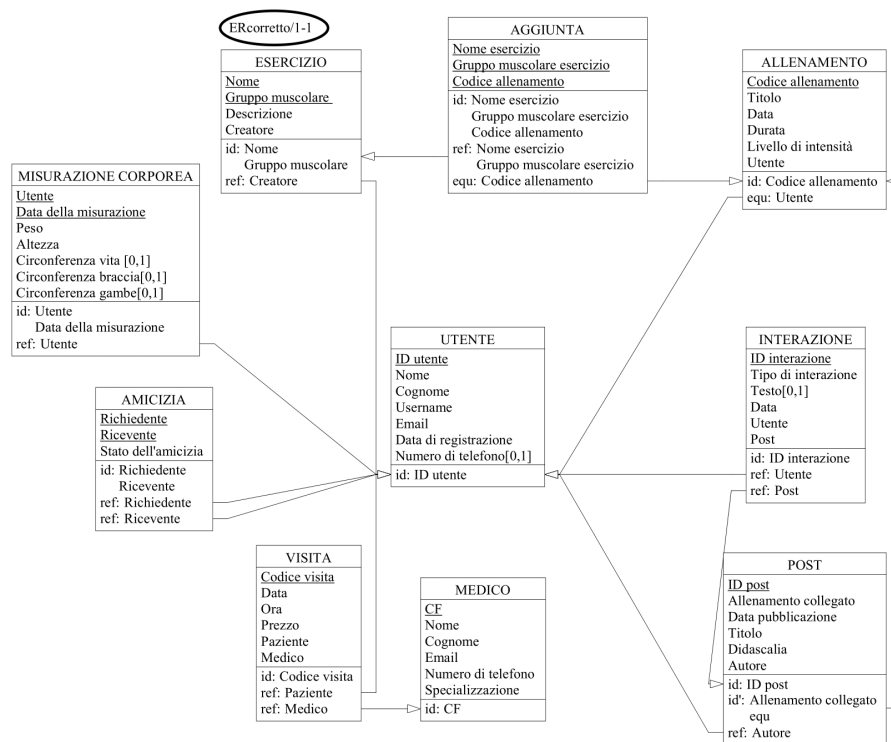 ERcorretto/1-1
ESERCIZIO
Nome
Gruppo muscolare
Descrizione
Creatore
id: Nome
Gruppo muscolare
ref: Creatore
AGGIUNTA
Nome esercizio
Gruppo muscolare esercizio
Codice allenamento
id: Nome esercizio
Gruppo muscolare esercizio
Codice allenamento
ref: Nome esercizio
Gruppo muscolare esercizio
equ: Codice allenamento
ALLENAMENTO
Codice allenamento
Titolo
Data
Durata
Livello di intensità
Utente
id: Codice allenamento
equ: Utente
MISURAZIONE CORPOREA
Utente
Data della misurazione
Peso
Altezza
Circonferenza vita [0,1]
Circonferenza braccia[0,1]
Circonferenza gambe[0,1]
id: Utente
Data della misurazione
ref: Utente
UTENTE
ID utente
Nome
Cognome
Username
Email
Data di registrazione
Numero di telefono[0,1]
id: ID utente
INTERAZIONE
ID interazione
Tipo di interazione
Testo[0,1]
Data
Utente
Post
id: ID interazione
ref: Utente
ref: Post
AMICIZIA
Richiedente
Ricevente
Stato dell'amicizia
id: Richiedente
Ricevente
ref: Richiedente
ref: Ricevente
VISITA
Codice visita
Data
Ora
Prezzo
Paziente
Medico
id: Codice visita
ref: Paziente
ref: Medico
MEDICO
CF
Nome
Cognome
Email
Numero di telefono
Specializzazione
id: CF
POST
ID post
Allenamento collegato
Data pubblicazione
Titolo
Didascalia
Autore
id: ID post
id': Allenamento collegato
equ
ref: Autore